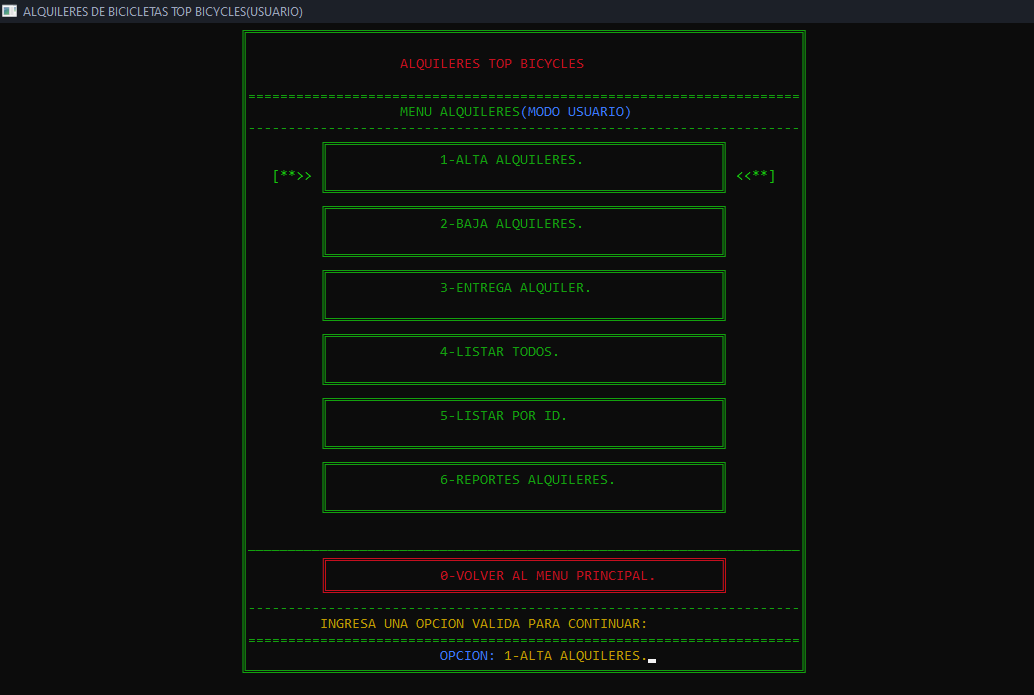 ALQUILERES DE BICICLETAS TOP BICYCLES(USUARIO)
ALQUILERES TOP BICYCLES
MENU ALQUILERES(MODO USUARIO)
1-ALTA ALQUILERES.
[**>> <<**]
2-BAJA ALQUILERES.
3-ENTREGA ALQUILER.
4-LISTAR TODOS.
5-LISTAR POR ID.
6-REPORTES ALQUILERES.
0-VOLVER AL MENU PRINCIPAL.
INGRESA UNA OPCION VALIDA PARA CONTINUAR:
OPCION: 1-ALTA ALQUILERES.